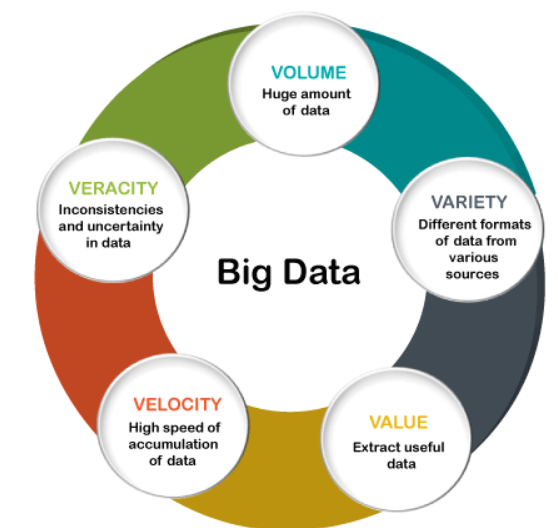 VOLUME
Huge amount
of data
VARIETY
Different formats
of data from
various
sources
VALUE
Extract useful
data
VELOCITY
High speed of
accumulation
of data
VERACITY
Inconsistencies
and uncertainty
in data
Big Data